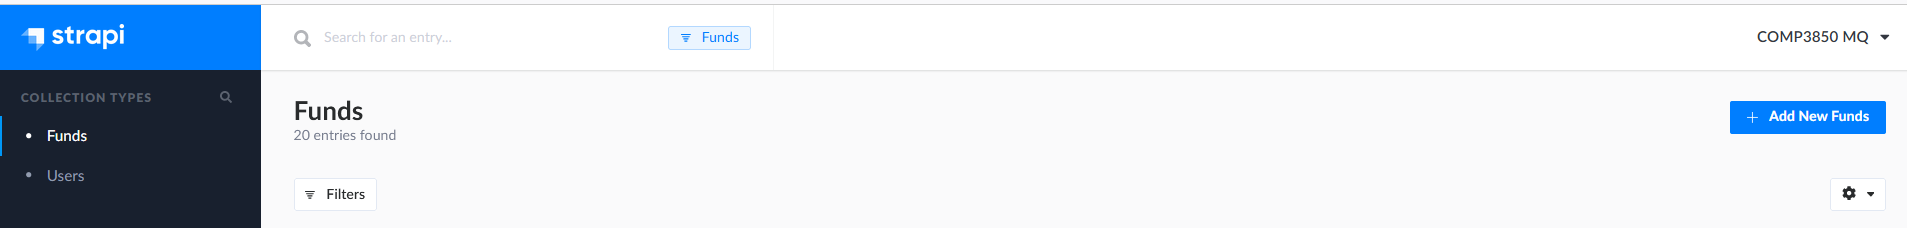 strapi
Search for an entry...
Funds
COMP3850 MQ
COLLECTION TYPES
Funds
Users
Funds
20 entries found
Add New Funds
Filters